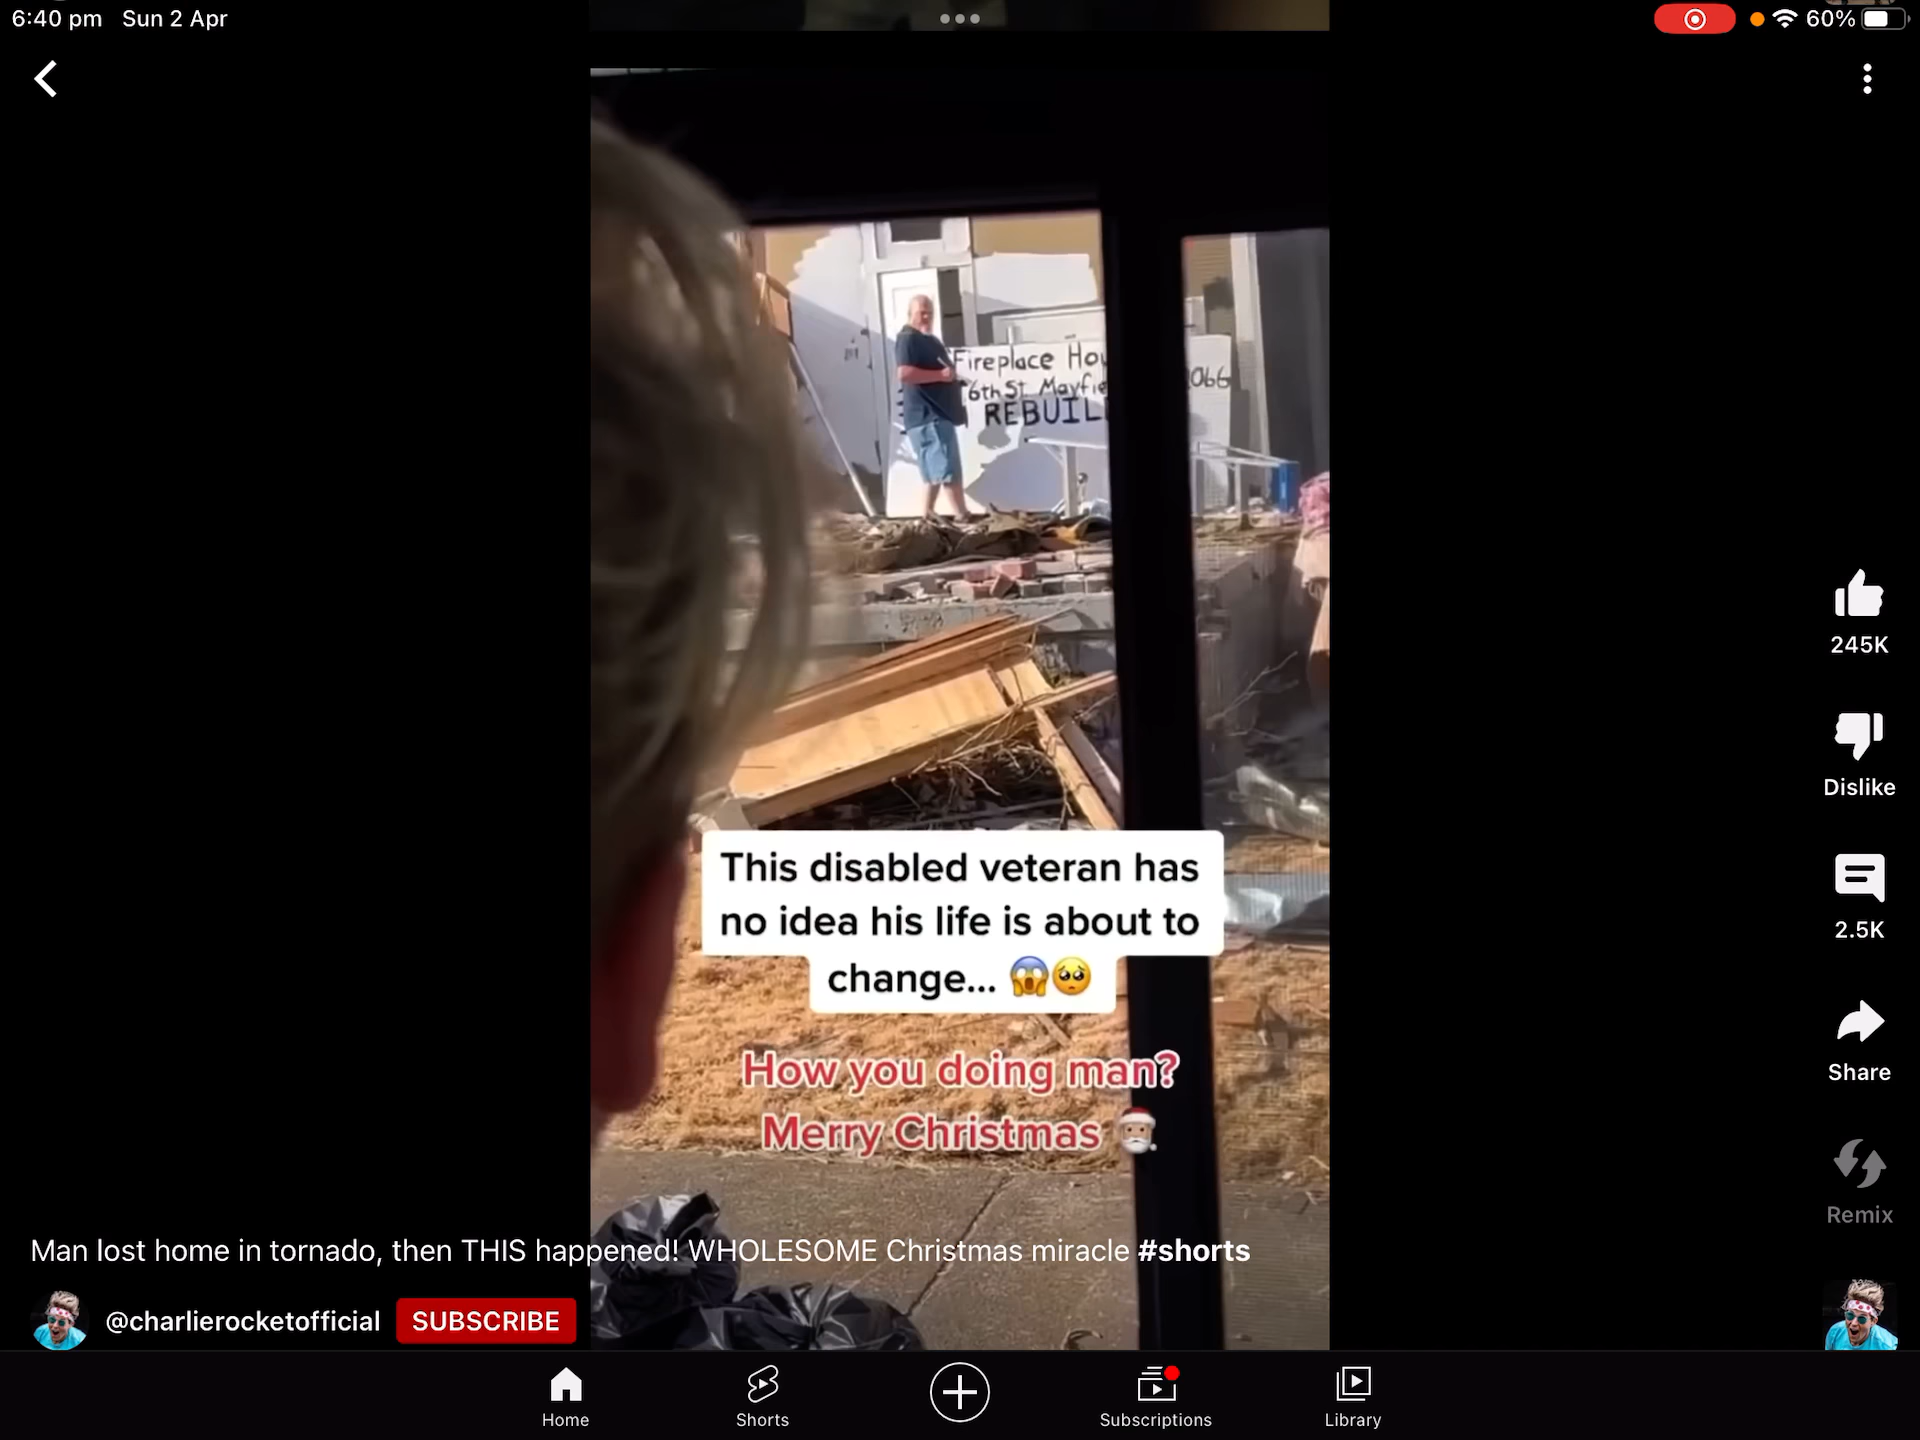 6:40 pm Sun 2 Apr
60%
Fireplace
6th St. Mayfie
066
REBUIL
245K
Dislike
This disabled veteran has
no idea his life is about to
change... 😱🥺
2.5K
How you doing man?
Merry Christmas 🎅🏼
Share
Remix
Man lost home in tornado, then THIS happened! WHOLESOME Christmas miracle #shorts
@charlierocketofficial SUBSCRIBE
Home
Shorts
Subscriptions
Library